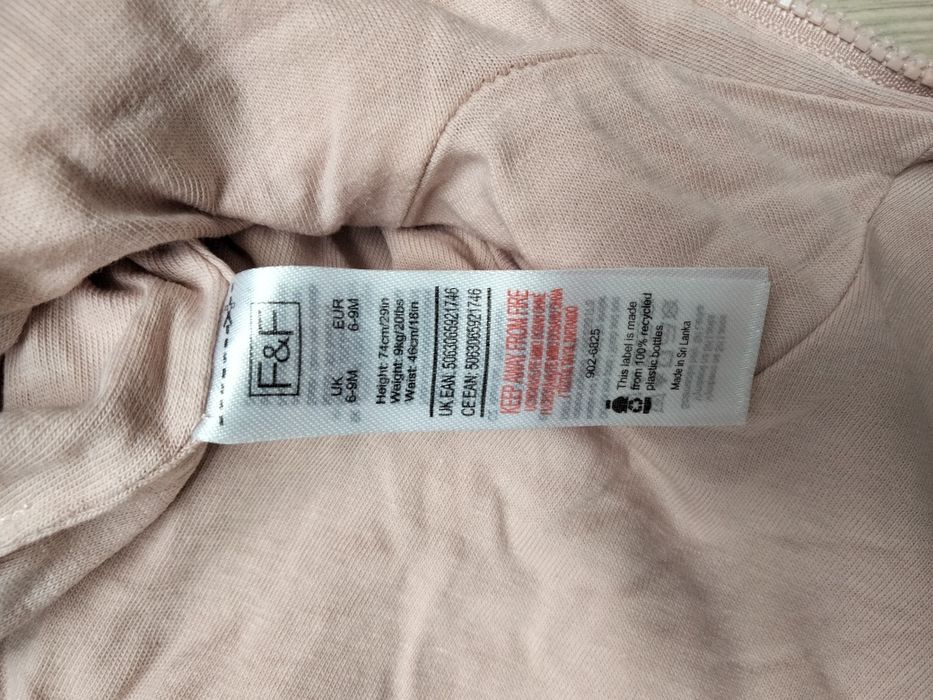 F&F
UK EUR
6-9M 6-9M
Height: 74cm/29in
Weight: 9kg/20lbs
Waist: 46cm/18in
UK EAN: 5063065921746
CE EAN: 5063065921746
KEEP AWAY FROM FIRE
902-6825
This label is made
from 100% recycled
plastic bottles.
Made in Sri Lanka